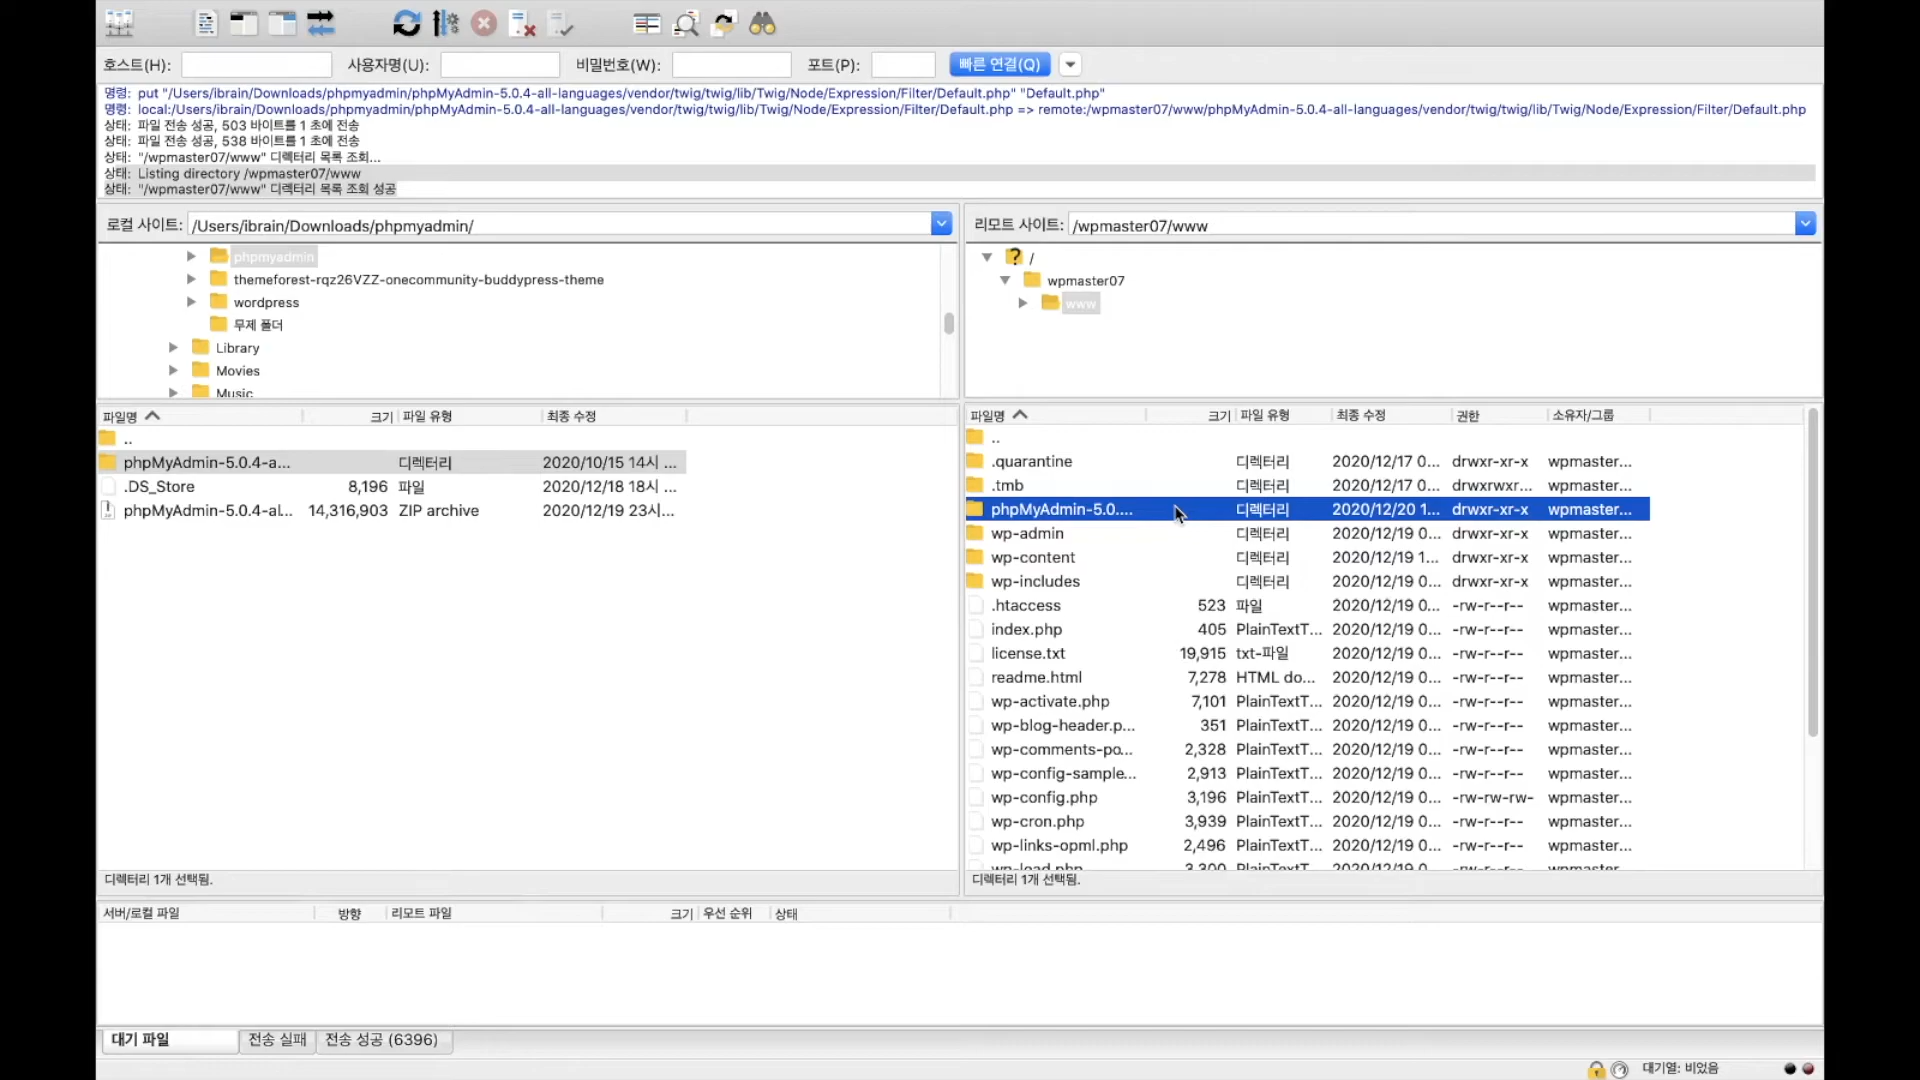 호스트(H): 사용자명(U): 비밀번호(W): 포트(P): 빠른 연결(Q)
명령: put "/Users/ibrain/Downloads/phpmyadmin/phpMyAdmin-5.0.4-all-languages/vendor/twig/twig/lib/Twig/Node/Expression/Filter/Default.php" "Default.php"
명령: local:/Users/ibrain/Downloads/phpmyadmin/phpMyAdmin-5.0.4-all-languages/vendor/twig/twig/lib/Twig/Node/Expression/Filter/Default.php => remote:/wpmaster07/www/phpMyAdmin-5.0.4-all-languages/vendor/twig/twig/lib/Twig/Node/Expression/Filter/Default.php
상태: 파일 전송 성공, 503 바이트를 1 초에 전송
상태: 파일 전송 성공, 538 바이트를 1 초에 전송
상태: "/wpmaster07/www" 디렉터리 목록 조회...
상태: Listing directory /wpmaster07/www
상태: "/wpmaster07/www" 디렉터리 목록 조회 성공
로컬 사이트: /Users/ibrain/Downloads/phpmyadmin/
phpmyadmin
themeforest-rqz26VZZ-onecommunity-buddypress-theme
wordpress
무제 폴더
Library
Movies
Music
파일명 크기 파일 유형 최종 수정
..
phpMyAdmin-5.0.4-a... 디렉터리 2020/10/15 14시 ...
.DS_Store 8,196 파일 2020/12/18 18시 ...
phpMyAdmin-5.0.4-al... 14,316,903 ZIP archive 2020/12/19 23시...
디렉터리 1개 선택됨.
리모트 사이트: /wpmaster07/www
/
wpmaster07
www
파일명 크기 파일 유형 최종 수정 권한 소유자/그룹
..
.quarantine 디렉터리 2020/12/17 0... drwxr-xr-x wpmaster...
.tmb 디렉터리 2020/12/17 0... drwxrwxr... wpmaster...
phpMyAdmin-5.0.... 디렉터리 2020/12/20 1... drwxr-xr-x wpmaster...
wp-admin 디렉터리 2020/12/19 0... drwxr-xr-x wpmaster...
wp-content 디렉터리 2020/12/19 1... drwxr-xr-x wpmaster...
wp-includes 디렉터리 2020/12/19 0... drwxr-xr-x wpmaster...
.htaccess 523 파일 2020/12/19 0... -rw-r--r-- wpmaster...
index.php 405 PlainTextT... 2020/12/19 0... -rw-r--r-- wpmaster...
license.txt 19,915 txt-파일 2020/12/19 0... -rw-r--r-- wpmaster...
readme.html 7,278 HTML do... 2020/12/19 0... -rw-r--r-- wpmaster...
wp-activate.php 7,101 PlainTextT... 2020/12/19 0... -rw-r--r-- wpmaster...
wp-blog-header.p... 351 PlainTextT... 2020/12/19 0... -rw-r--r-- wpmaster...
wp-comments-po... 2,328 PlainTextT... 2020/12/19 0... -rw-r--r-- wpmaster...
wp-config-sample... 2,913 PlainTextT... 2020/12/19 0... -rw-r--r-- wpmaster...
wp-config.php 3,196 PlainTextT... 2020/12/19 0... -rw-rw-rw- wpmaster...
wp-cron.php 3,939 PlainTextT... 2020/12/19 0... -rw-r--r-- wpmaster...
wp-links-opml.php 2,496 PlainTextT... 2020/12/19 0... -rw-r--r-- wpmaster...
wp-load.php 3,300 PlainTextT... 2020/12/19 0... -rw-r--r-- wpmaster...
디렉터리 1개 선택됨.
서버/로컬 파일 방향 리모트 파일 크기 우선 순위 상태
대기 파일 전송 실패 전송 성공 (6396)
대기열: 비었음